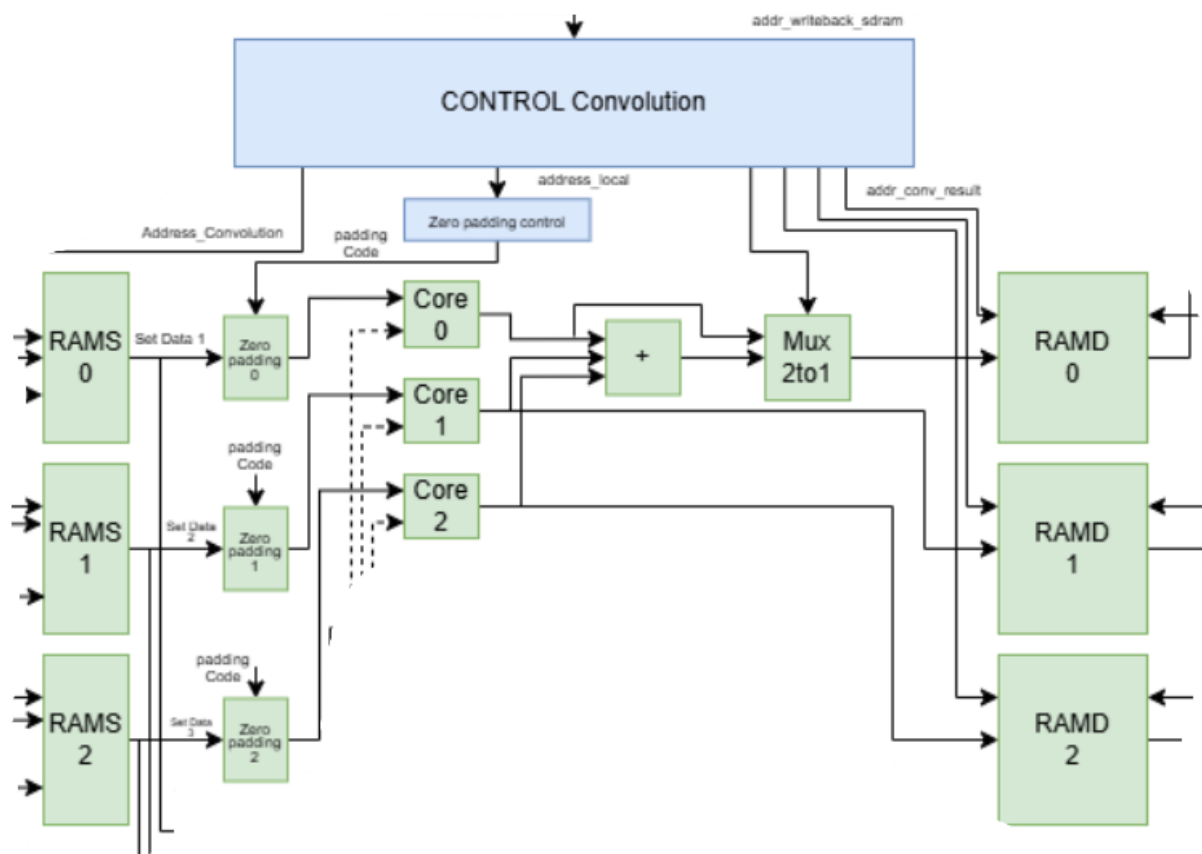 addr_writeback_sdram
CONTROL Convolution
address_local
addr_conv_result
Zero padding control
Address_Convolution
padding
Code
RAMS
0
Set Data 1
Zero
padding
0
Core
0
+
Mux
2to1
RAMD
0
Core
1
padding
Code
RAMS
1
Set Data
2
Zero
padding
1
Core
2
RAMD
1
padding
Code
RAMS
2
Set Data
3
Zero
padding
2
RAMD
2